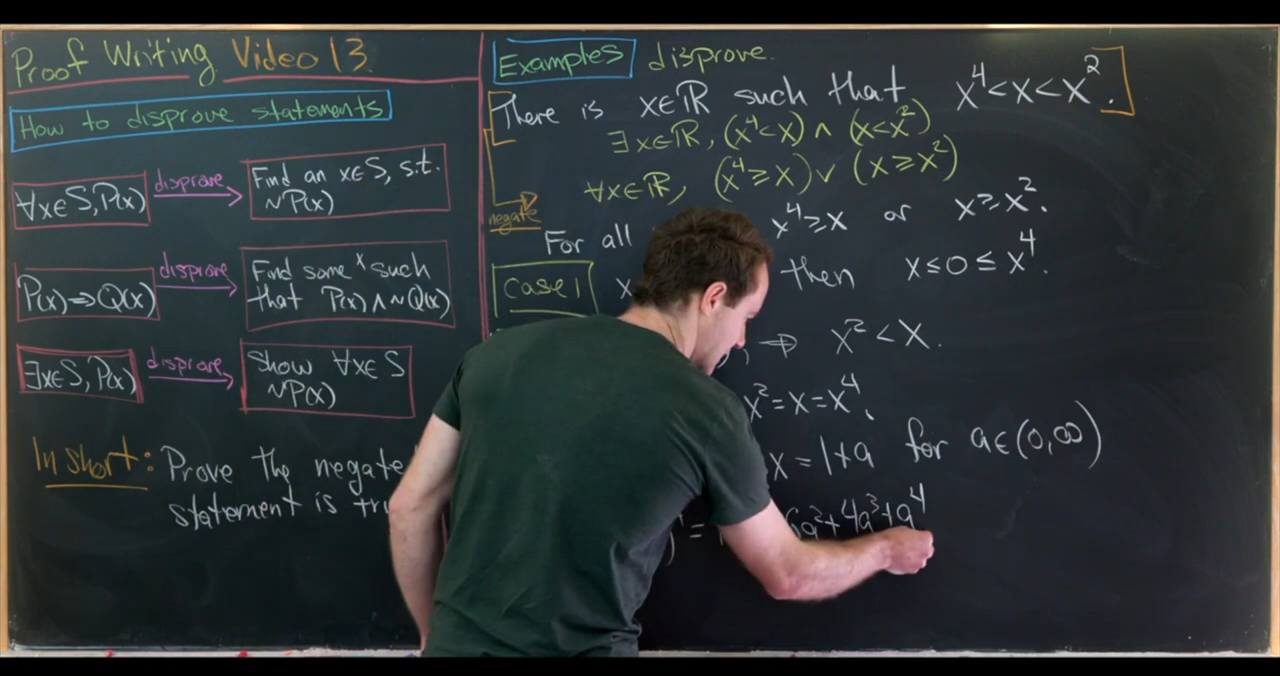 Proof Writing Video 13
How to disprove statements
∀x∈S, P(x) disprove → Find an x∈S, s.t.
~P(x)
P(x) ⇒ Q(x) disprove → Find some x such
that P(x) ∧ ~Q(x)
∃x∈S, P(x) disprove → Show ∀x∈S
~P(x)
In short: Prove the negate
statement is
Examples disprove.
There is x∈ℝ such that x⁴ < x < x².
∃x∈ℝ, (x⁴ < x) ∧ (x < x²)
∀x∈ℝ, (x⁴ ≥ x) ∨ (x ≥ x²)
negate
For all x⁴ ≥ x or x ≥ x².
Case 1 x then x ≤ 0 ≤ x⁴.
⇒ x² < x.
x² = x = x⁴.
x = 1+a for a∈(0,∞)
= 6a² + 4a³ + a⁴